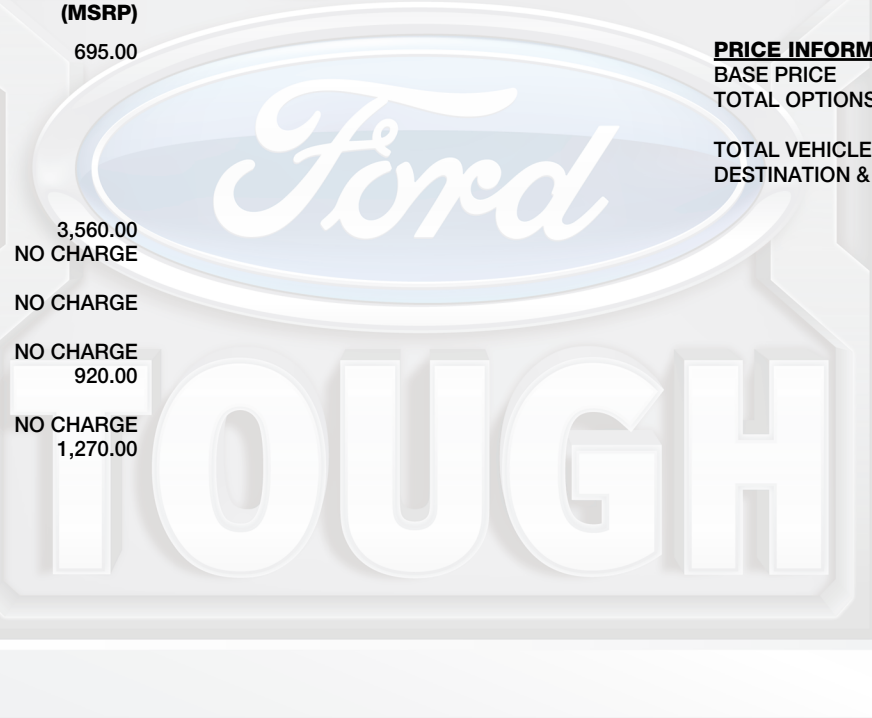 (MSRP)
695.00
3,560.00
NO CHARGE
NO CHARGE
NO CHARGE
920.00
NO CHARGE
1,270.00
PRICE INFORM
BASE PRICE
TOTAL OPTIONS
TOTAL VEHICLE
DESTINATION &
Ford
TOUGH